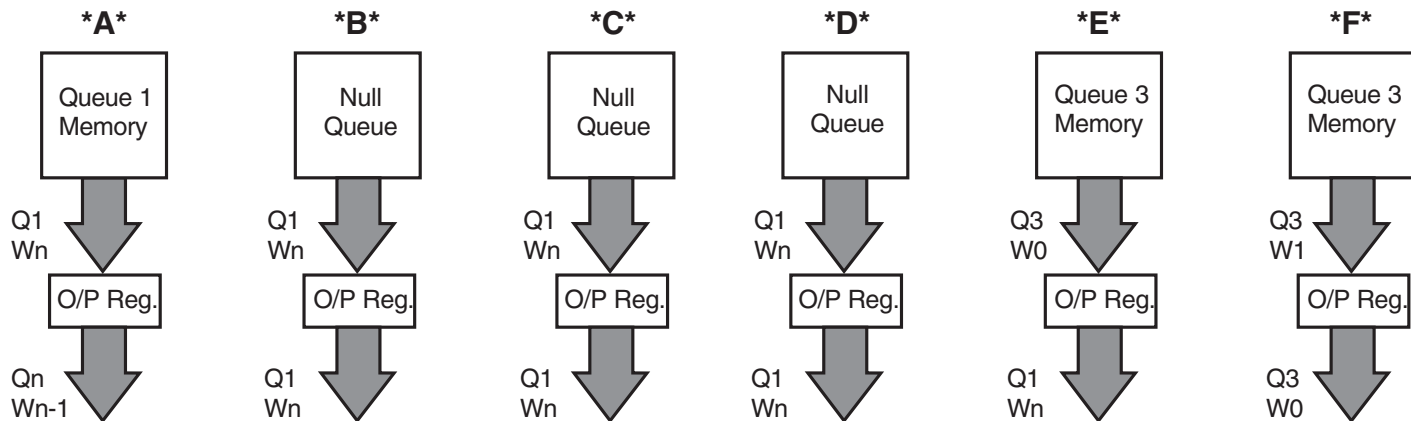 *A*
Queue 1
Memory
Q1
Wn
O/P Reg.
Qn
Wn-1
*B*
Null
Queue
Q1
Wn
O/P Reg.
Q1
Wn
*C*
Null
Queue
Q1
Wn
O/P Reg.
Q1
Wn
*D*
Null
Queue
Q1
Wn
O/P Reg.
Q1
Wn
*E*
Queue 3
Memory
Q3
W0
O/P Reg.
Q1
Wn
*F*
Queue 3
Memory
Q3
W1
O/P Reg.
Q3
W0